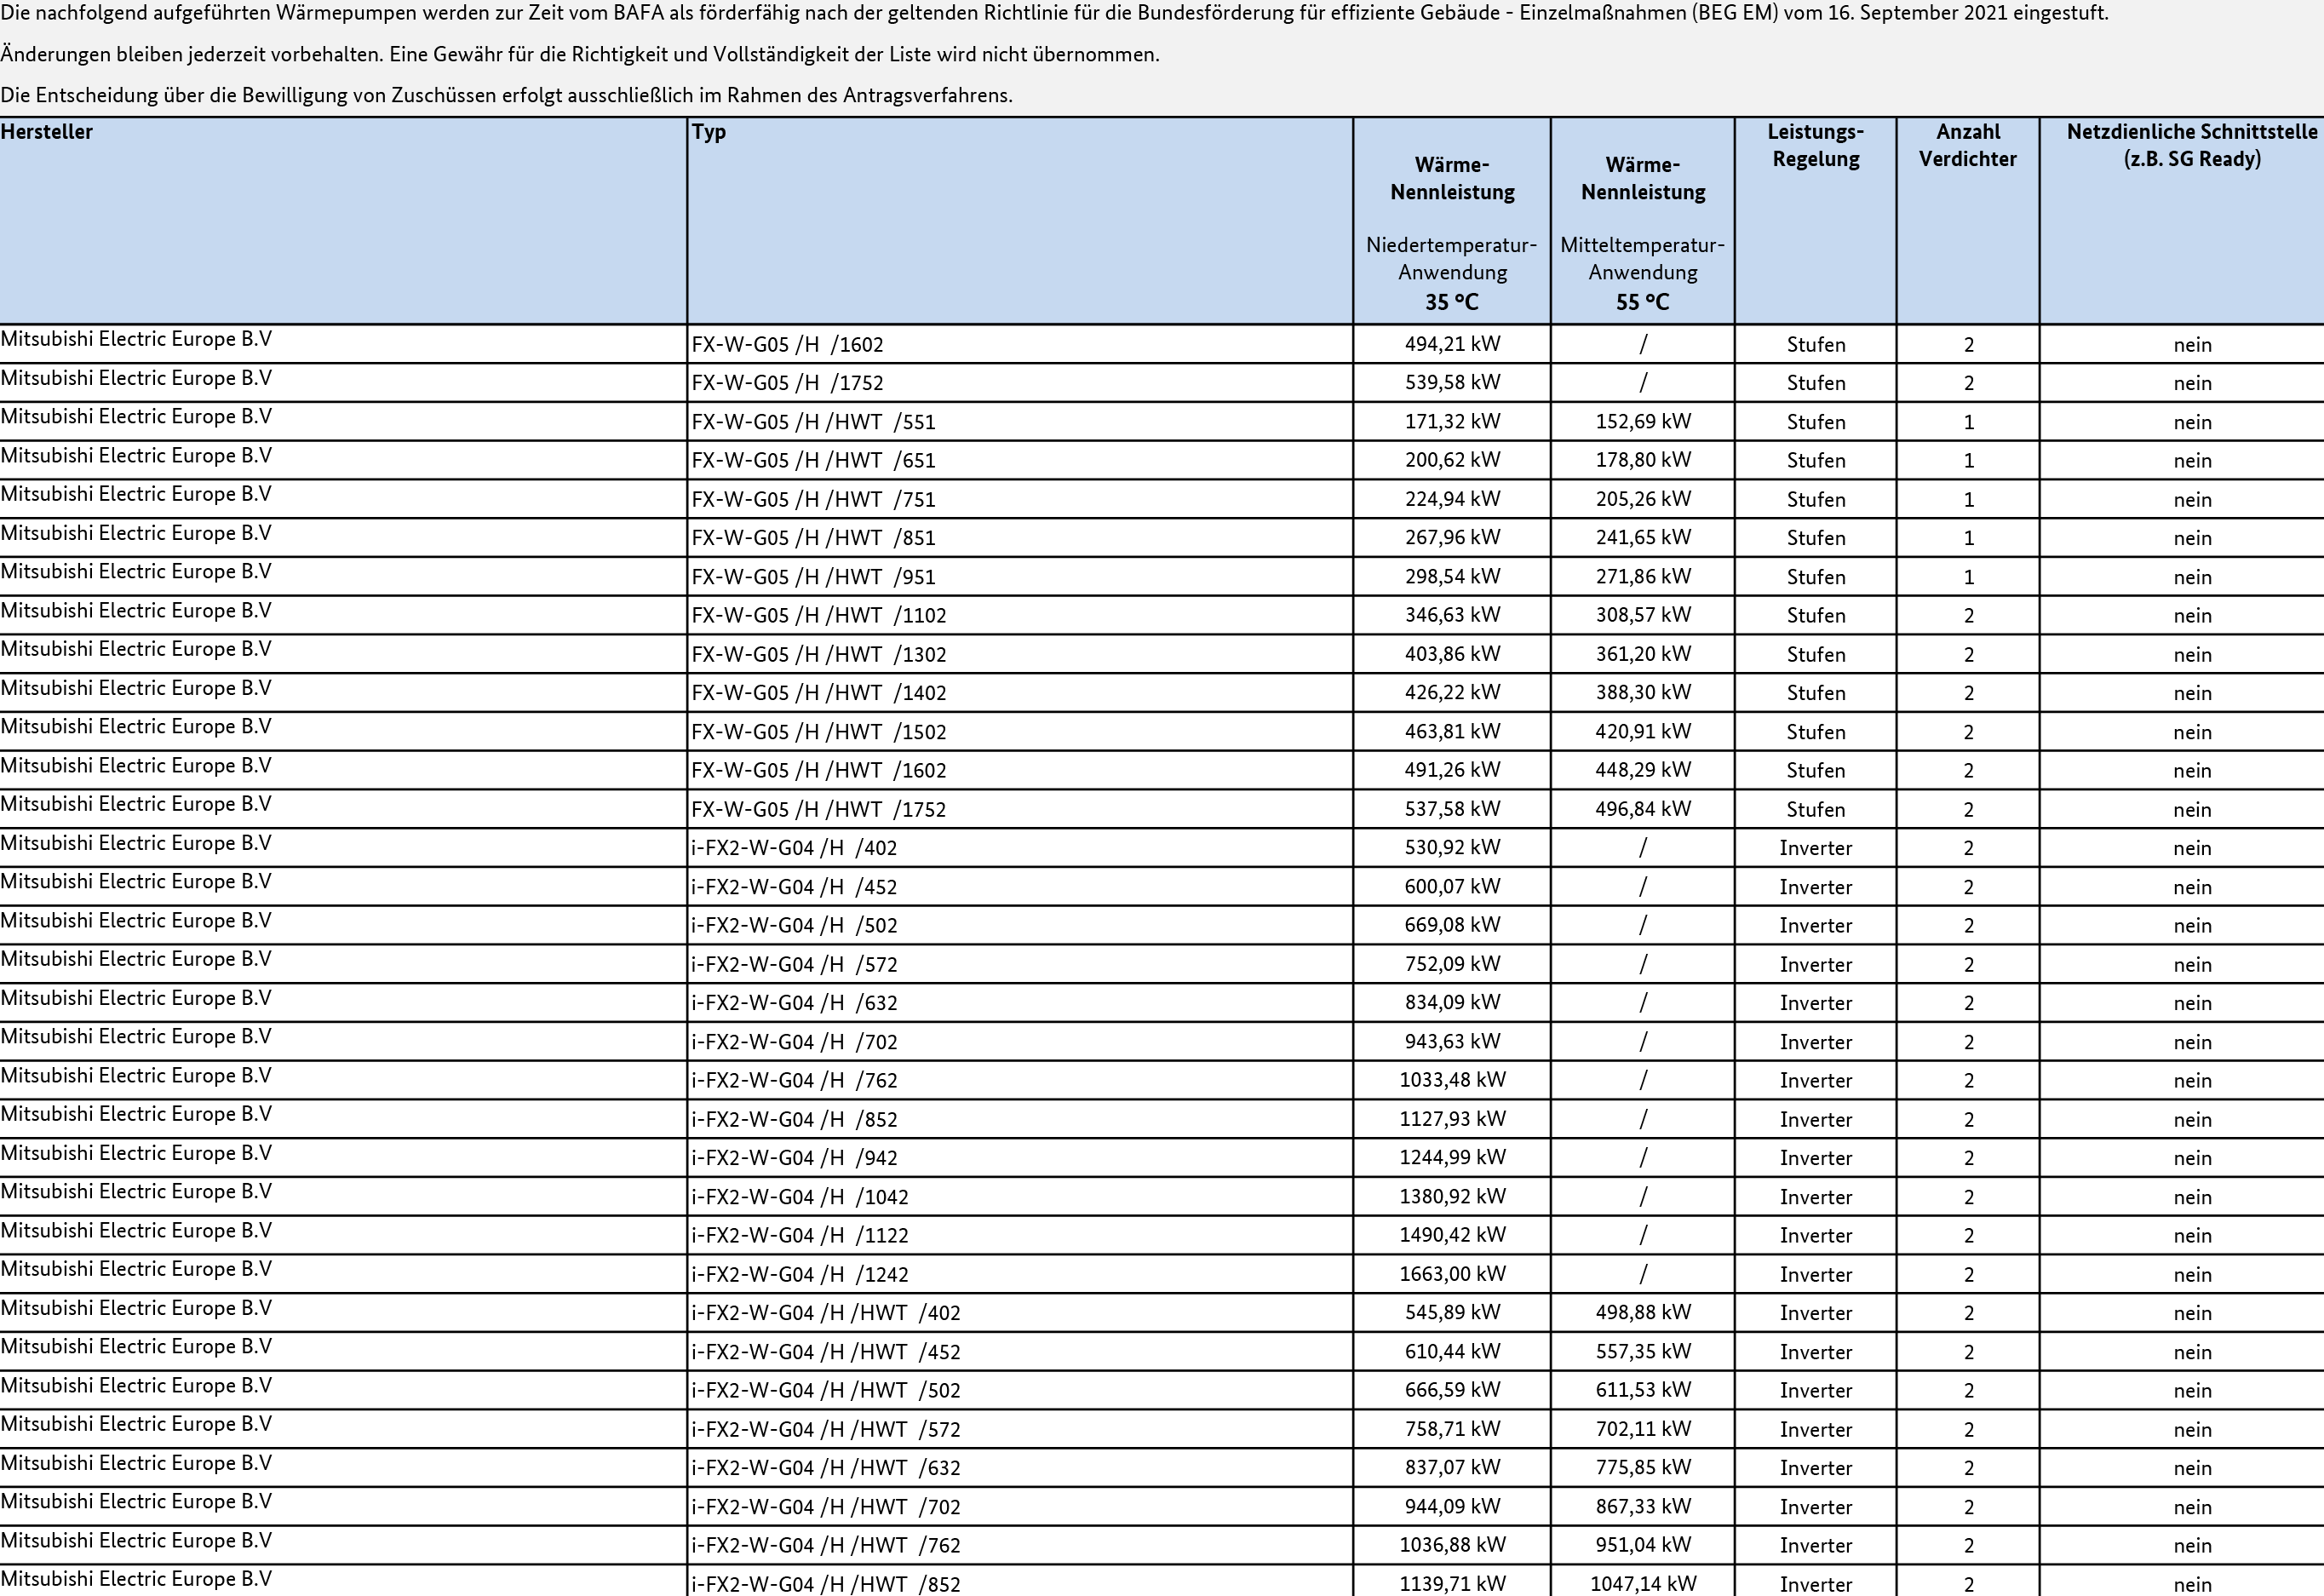 Die nachfolgend aufgeführten Wärmepumpen werden zur Zeit vom BAFA als förderfähig nach der geltenden Richtlinie für die Bundesförderung für effiziente Gebäude - Einzelmaßnahmen (BEG EM) vom 16. September 2021 eingestuft.
Änderungen bleiben jederzeit vorbehalten. Eine Gewähr für die Richtigkeit und Vollständigkeit der Liste wird nicht übernommen.
Die Entscheidung über die Bewilligung von Zuschüssen erfolgt ausschließlich im Rahmen des Antragsverfahrens.
Hersteller Typ Wärme-Nennleistung Niedertemperatur-Anwendung 35 °C Wärme-Nennleistung Mitteltemperatur-Anwendung 55 °C Leistungs-Regelung Anzahl Verdichter Netzdienliche Schnittstelle (z.B. SG Ready)
Mitsubishi Electric Europe B.V FX-W-G05 /H /1602 494,21 kW / Stufen 2 nein
Mitsubishi Electric Europe B.V FX-W-G05 /H /1752 539,58 kW / Stufen 2 nein
Mitsubishi Electric Europe B.V FX-W-G05 /H /HWT /551 171,32 kW 152,69 kW Stufen 1 nein
Mitsubishi Electric Europe B.V FX-W-G05 /H /HWT /651 200,62 kW 178,80 kW Stufen 1 nein
Mitsubishi Electric Europe B.V FX-W-G05 /H /HWT /751 224,94 kW 205,26 kW Stufen 1 nein
Mitsubishi Electric Europe B.V FX-W-G05 /H /HWT /851 267,96 kW 241,65 kW Stufen 1 nein
Mitsubishi Electric Europe B.V FX-W-G05 /H /HWT /951 298,54 kW 271,86 kW Stufen 1 nein
Mitsubishi Electric Europe B.V FX-W-G05 /H /HWT /1102 346,63 kW 308,57 kW Stufen 2 nein
Mitsubishi Electric Europe B.V FX-W-G05 /H /HWT /1302 403,86 kW 361,20 kW Stufen 2 nein
Mitsubishi Electric Europe B.V FX-W-G05 /H /HWT /1402 426,22 kW 388,30 kW Stufen 2 nein
Mitsubishi Electric Europe B.V FX-W-G05 /H /HWT /1502 463,81 kW 420,91 kW Stufen 2 nein
Mitsubishi Electric Europe B.V FX-W-G05 /H /HWT /1602 491,26 kW 448,29 kW Stufen 2 nein
Mitsubishi Electric Europe B.V FX-W-G05 /H /HWT /1752 537,58 kW 496,84 kW Stufen 2 nein
Mitsubishi Electric Europe B.V i-FX2-W-G04 /H /402 530,92 kW / Inverter 2 nein
Mitsubishi Electric Europe B.V i-FX2-W-G04 /H /452 600,07 kW / Inverter 2 nein
Mitsubishi Electric Europe B.V i-FX2-W-G04 /H /502 669,08 kW / Inverter 2 nein
Mitsubishi Electric Europe B.V i-FX2-W-G04 /H /572 752,09 kW / Inverter 2 nein
Mitsubishi Electric Europe B.V i-FX2-W-G04 /H /632 834,09 kW / Inverter 2 nein
Mitsubishi Electric Europe B.V i-FX2-W-G04 /H /702 943,63 kW / Inverter 2 nein
Mitsubishi Electric Europe B.V i-FX2-W-G04 /H /762 1033,48 kW / Inverter 2 nein
Mitsubishi Electric Europe B.V i-FX2-W-G04 /H /852 1127,93 kW / Inverter 2 nein
Mitsubishi Electric Europe B.V i-FX2-W-G04 /H /942 1244,99 kW / Inverter 2 nein
Mitsubishi Electric Europe B.V i-FX2-W-G04 /H /1042 1380,92 kW / Inverter 2 nein
Mitsubishi Electric Europe B.V i-FX2-W-G04 /H /1122 1490,42 kW / Inverter 2 nein
Mitsubishi Electric Europe B.V i-FX2-W-G04 /H /1242 1663,00 kW / Inverter 2 nein
Mitsubishi Electric Europe B.V i-FX2-W-G04 /H /HWT /402 545,89 kW 498,88 kW Inverter 2 nein
Mitsubishi Electric Europe B.V i-FX2-W-G04 /H /HWT /452 610,44 kW 557,35 kW Inverter 2 nein
Mitsubishi Electric Europe B.V i-FX2-W-G04 /H /HWT /502 666,59 kW 611,53 kW Inverter 2 nein
Mitsubishi Electric Europe B.V i-FX2-W-G04 /H /HWT /572 758,71 kW 702,11 kW Inverter 2 nein
Mitsubishi Electric Europe B.V i-FX2-W-G04 /H /HWT /632 837,07 kW 775,85 kW Inverter 2 nein
Mitsubishi Electric Europe B.V i-FX2-W-G04 /H /HWT /702 944,09 kW 867,33 kW Inverter 2 nein
Mitsubishi Electric Europe B.V i-FX2-W-G04 /H /HWT /762 1036,88 kW 951,04 kW Inverter 2 nein
Mitsubishi Electric Europe B.V i-FX2-W-G04 /H /HWT /852 1139,71 kW 1047,14 kW Inverter 2 nein